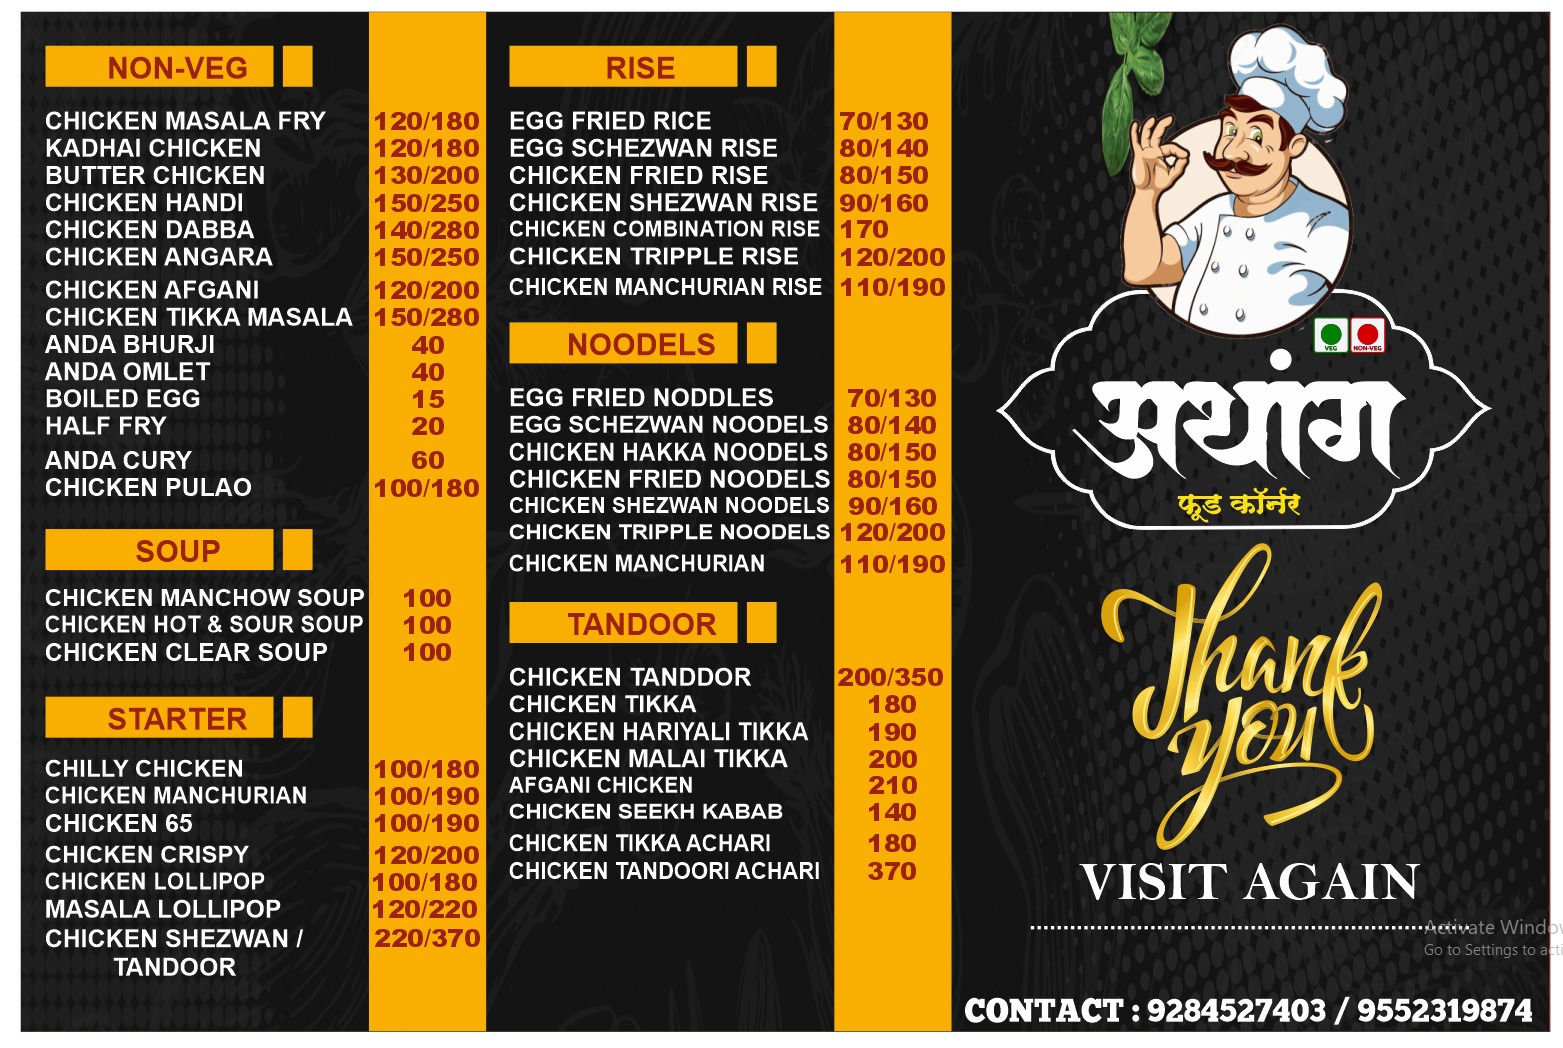 NON-VEG
CHICKEN MASALA FRY 120/180
KADHAI CHICKEN 120/180
BUTTER CHICKEN 130/200
CHICKEN HANDI 150/250
CHICKEN DABBA 140/280
CHICKEN ANGARA 150/250
CHICKEN AFGANI 120/200
CHICKEN TIKKA MASALA 150/280
ANDA BHURJI 40
ANDA OMLET 40
BOILED EGG 15
HALF FRY 20
ANDA CURY 60
CHICKEN PULAO 100/180
SOUP
CHICKEN MANCHOW SOUP 100
CHICKEN HOT & SOUR SOUP 100
CHICKEN CLEAR SOUP 100
STARTER
CHILLY CHICKEN 100/180
CHICKEN MANCHURIAN 100/190
CHICKEN 65 100/190
CHICKEN CRISPY 120/200
CHICKEN LOLLIPOP 100/180
MASALA LOLLIPOP 120/220
CHICKEN SHEZWAN / 220/370
TANDOOR
RISE
EGG FRIED RICE 70/130
EGG SCHEZWAN RISE 80/140
CHICKEN FRIED RISE 80/150
CHICKEN SHEZWAN RISE 90/160
CHICKEN COMBINATION RISE 170
CHICKEN TRIPPLE RISE 120/200
CHICKEN MANCHURIAN RISE 110/190
NOODELS
EGG FRIED NODDLES 70/130
EGG SCHEZWAN NOODELS 80/140
CHICKEN HAKKA NOODELS 80/150
CHICKEN FRIED NOODELS 80/150
CHICKEN SHEZWAN NOODELS 90/160
CHICKEN TRIPPLE NOODELS 120/200
CHICKEN MANCHURIAN 110/190
TANDOOR
CHICKEN TANDDOR 200/350
CHICKEN TIKKA 180
CHICKEN HARIYALI TIKKA 190
CHICKEN MALAI TIKKA 200
AFGANI CHICKEN 210
CHICKEN SEEKH KABAB 140
CHICKEN TIKKA ACHARI 180
CHICKEN TANDOORI ACHARI 370
VEG NON-VEG
अथांग
फूड कॉर्नर
Thank
you
VISIT AGAIN
Activate Windo
Go to Settings to acti
CONTACT : 9284527403 / 9552319874